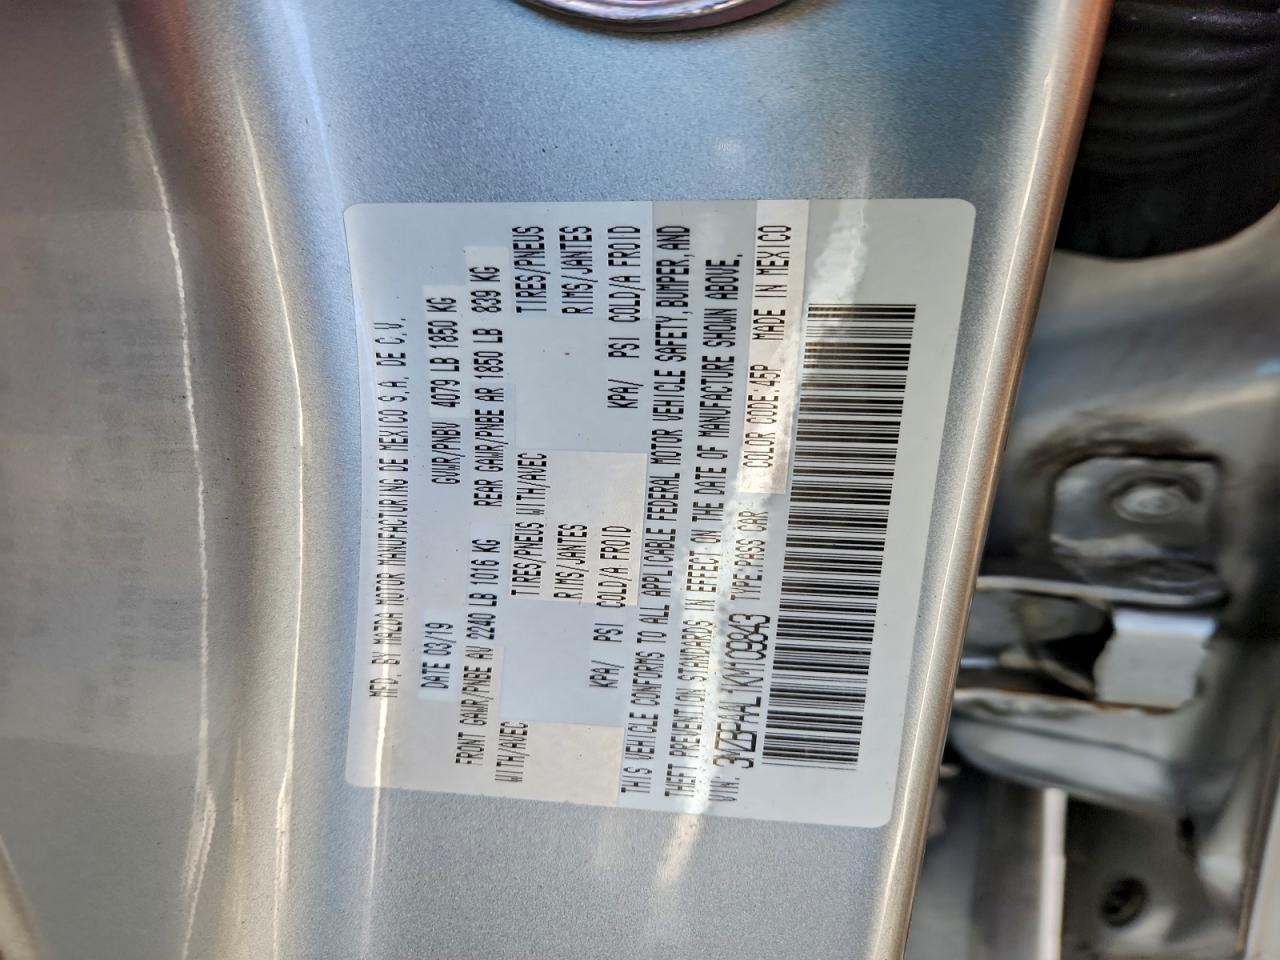 MFD. BY MAZDA MOTOR MANUFACTURING DE MEXICO S.A. DE C.V.
DATE 03/19 GVWR/PNBV 4079 LB 1850 KG
FRONT GAWR/PNBE AV 2240 LB 1016 KG REAR GAWR/PNBE AR 1850 LB 839 KG
WITH/AVEC TIRES/PNEUS WITH/AVEC TIRES/PNEUS
RIMS/JANTES RIMS/JANTES
KPA/ PSI COLD/A FROID KPA/ PSI COLD/A FROID
THIS VEHICLE CONFORMS TO ALL APPLICABLE FEDERAL MOTOR VEHICLE SAFETY, BUMPER, AND
THEFT PREVENTION STANDARDS IN EFFECT ON THE DATE OF MANUFACTURE SHOWN ABOVE.
VIN: 3MZBPAAL1KM109843 TYPE:PASS CAR COLOR CODE:45P MADE IN MEXICO